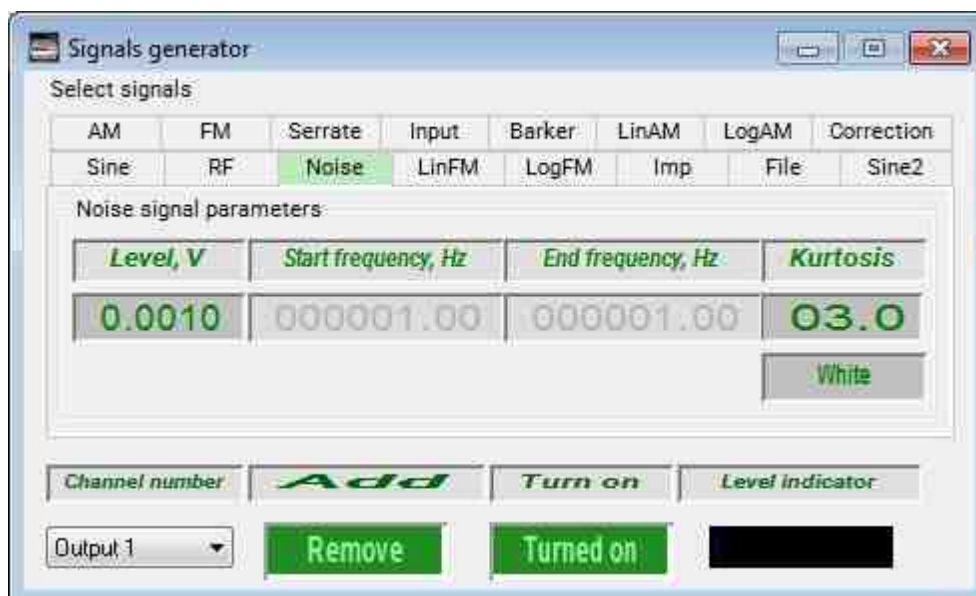 Signals generator
Select signals
AM FM Serrate Input Barker LinAM LogAM Correction
Sine RF Noise LinFM LogFM Imp File Sine2
Noise signal parameters
Level, V Start frequency, Hz End frequency, Hz Kurtosis
0.0010 000001.00 000001.00 03.0
White
Channel number Add Turn on Level indicator
Output 1 Remove Turned on